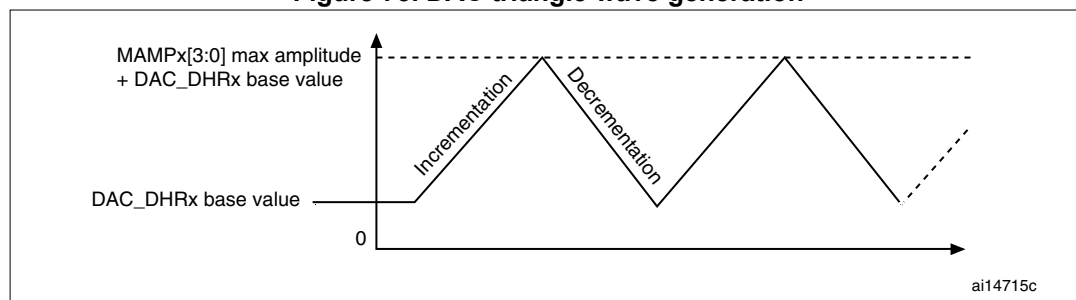 MAMPx[3:0] max amplitude
+ DAC_DHRx base value
Incrementation
Decrementation
DAC_DHRx base value
0
ai14715c